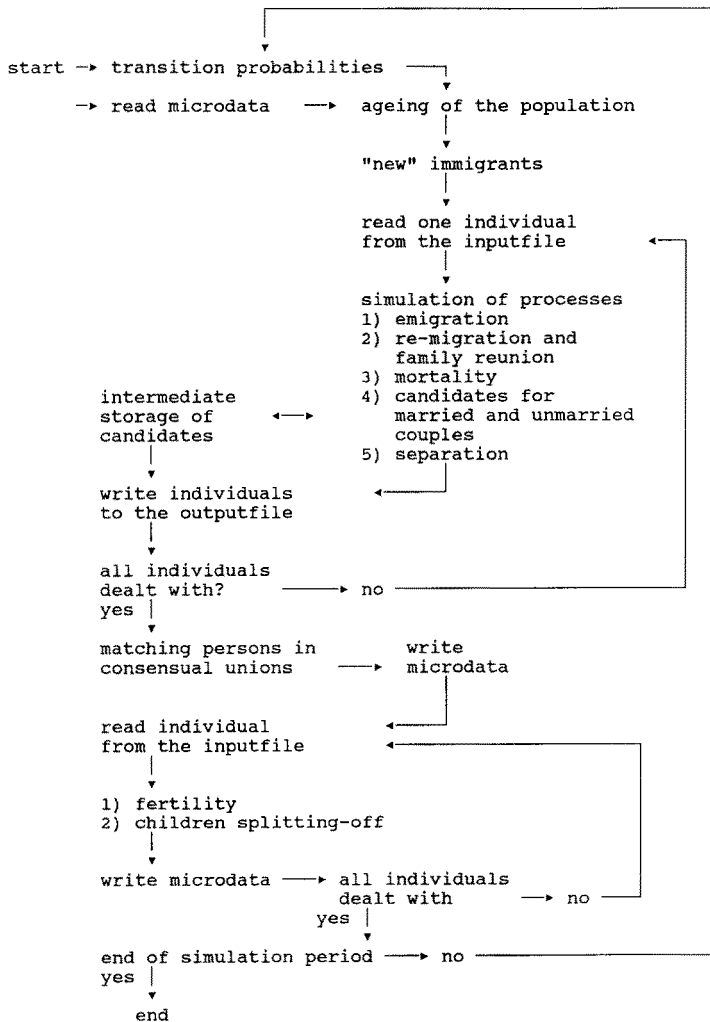 start → transition probabilities
→ read microdata → ageing of the population
"new" immigrants
read one individual
from the inputfile
simulation of processes
1) emigration
2) re-migration and
family reunion
3) mortality
4) candidates for
married and unmarried
couples
5) separation
intermediate
storage of
candidates
write individuals
to the outputfile
all individuals
dealt with? → no
yes
matching persons in
consensual unions
write
microdata
read individual
from the inputfile
1) fertility
2) children splitting-off
write microdata → all individuals
dealt with → no
yes
end of simulation period → no
yes
end